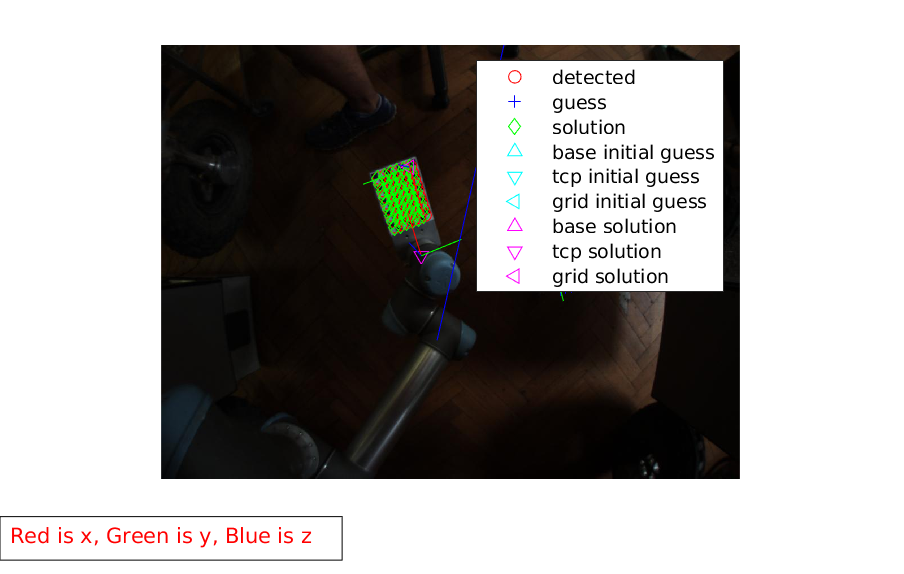 detected
guess
solution
base initial guess
tcp initial guess
grid initial guess
base solution
tcp solution
grid solution
Red is x, Green is y, Blue is z